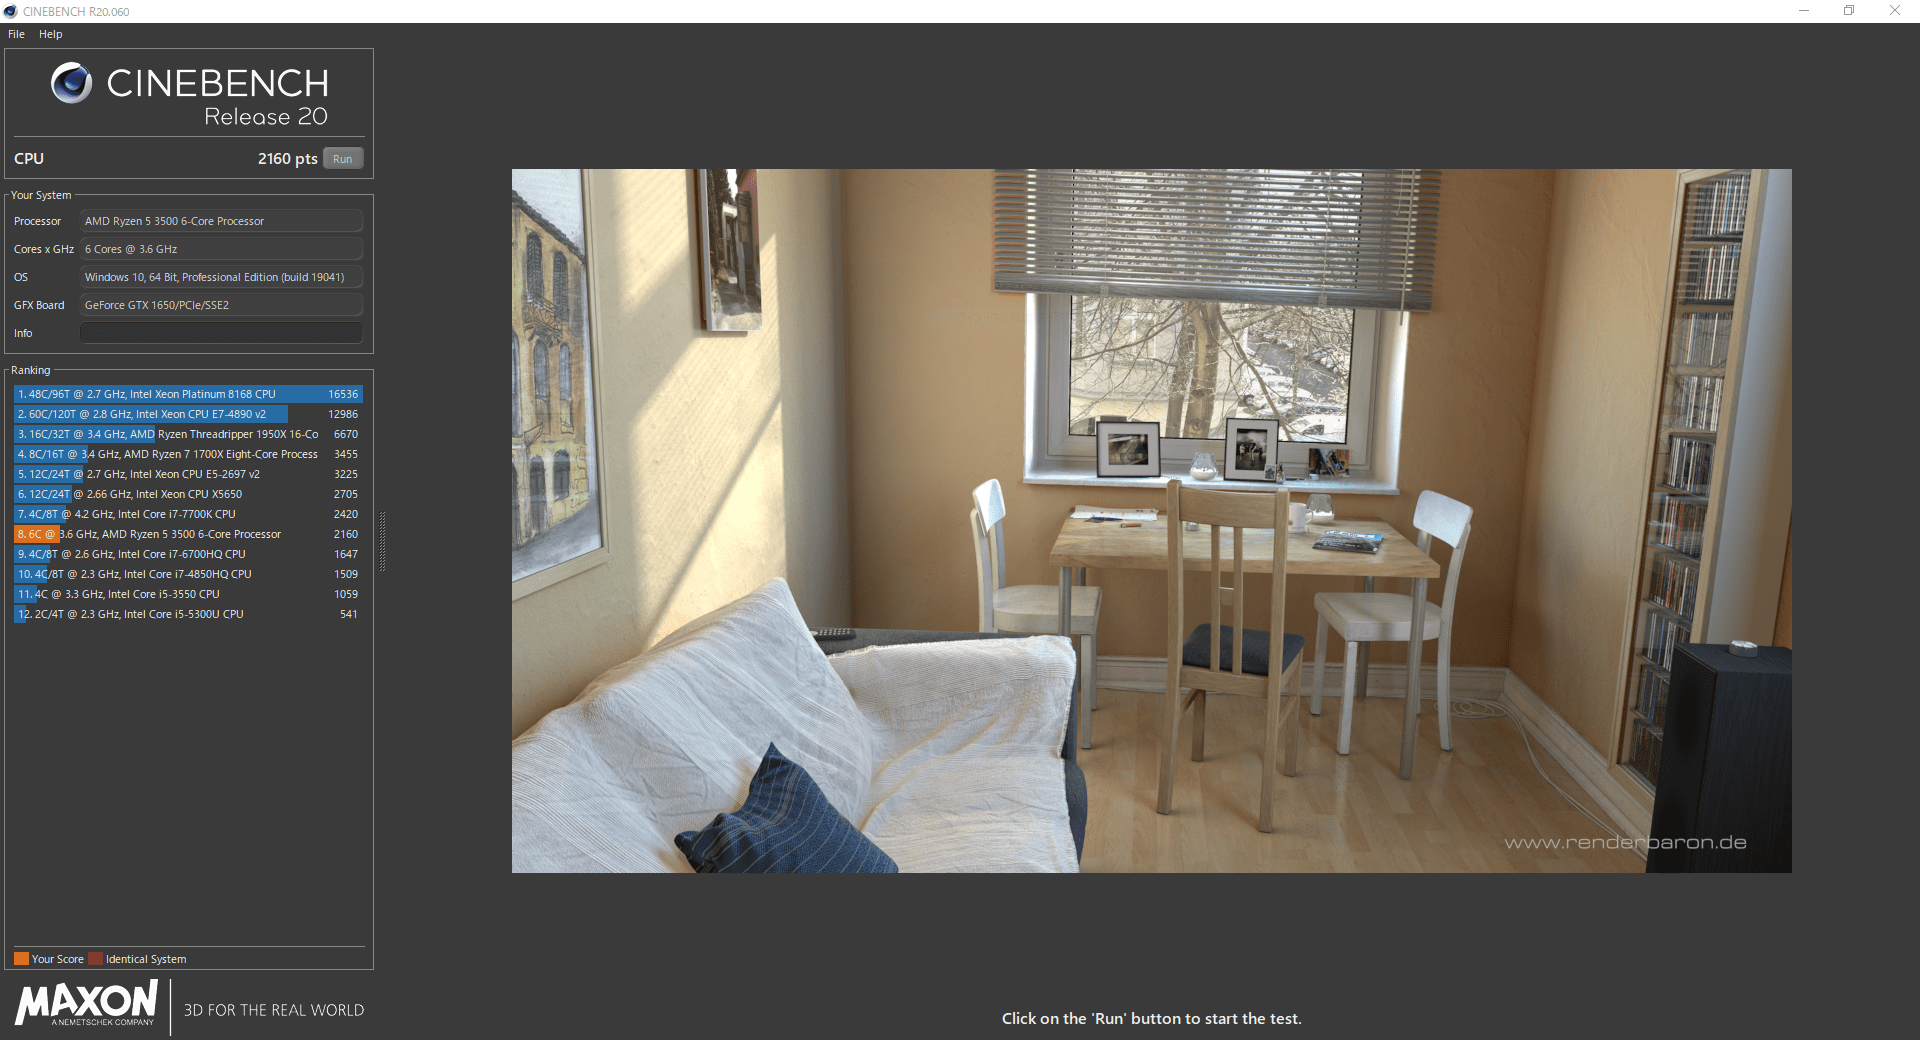 CINEBENCH R20.060
File Help
CINEBENCH
Release 20
CPU 2160 pts Run
Your System
Processor AMD Ryzen 5 3500 6-Core Processor
Cores x GHz 6 Cores @ 3.6 GHz
OS Windows 10, 64 Bit, Professional Edition (build 19041)
GFX Board GeForce GTX 1650/PCIe/SSE2
Info
Ranking
1. 48C/96T @ 2.7 GHz, Intel Xeon Platinum 8168 CPU 16536
2. 60C/120T @ 2.8 GHz, Intel Xeon CPU E7-4890 v2 12986
3. 16C/32T @ 3.4 GHz, AMD Ryzen Threadripper 1950X 16-Co 6670
4. 8C/16T @ 3.4 GHz, AMD Ryzen 7 1700X Eight-Core Process 3455
5. 12C/24T @ 2.7 GHz, Intel Xeon CPU E5-2697 v2 3225
6. 12C/24T @ 2.66 GHz, Intel Xeon CPU X5650 2705
7. 4C/8T @ 4.2 GHz, Intel Core i7-7700K CPU 2420
8. 6C @ 3.6 GHz, AMD Ryzen 5 3500 6-Core Processor 2160
9. 4C/8T @ 2.6 GHz, Intel Core i7-6700HQ CPU 1647
10. 4C/8T @ 2.3 GHz, Intel Core i7-4850HQ CPU 1509
11. 4C @ 3.3 GHz, Intel Core i5-3550 CPU 1059
12. 2C/4T @ 2.3 GHz, Intel Core i5-5300U CPU 541
www.renderbaron.de
Your Score Identical System
MAXON
A NEMETSCHEK COMPANY
3D FOR THE REAL WORLD
Click on the 'Run' button to start the test.